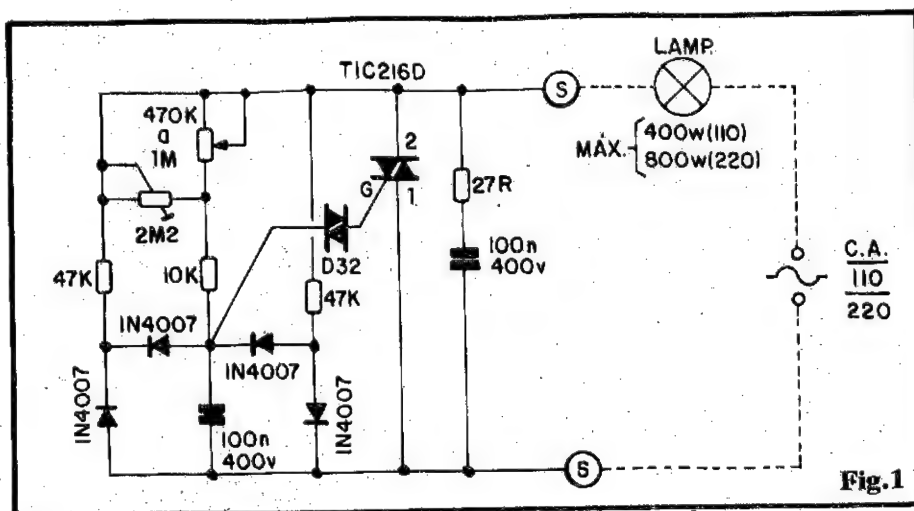 LAMP.
TIC216D
S
MÁX.
400w(110)
800w(220)
470K
a
1M
2
G
1
27R
2M2
100n
400v
D32
C.A.
110
220
47K
10K
47K
1N4007
1N4007
1N4007
1N4007
100n
400v
S
Fig.1